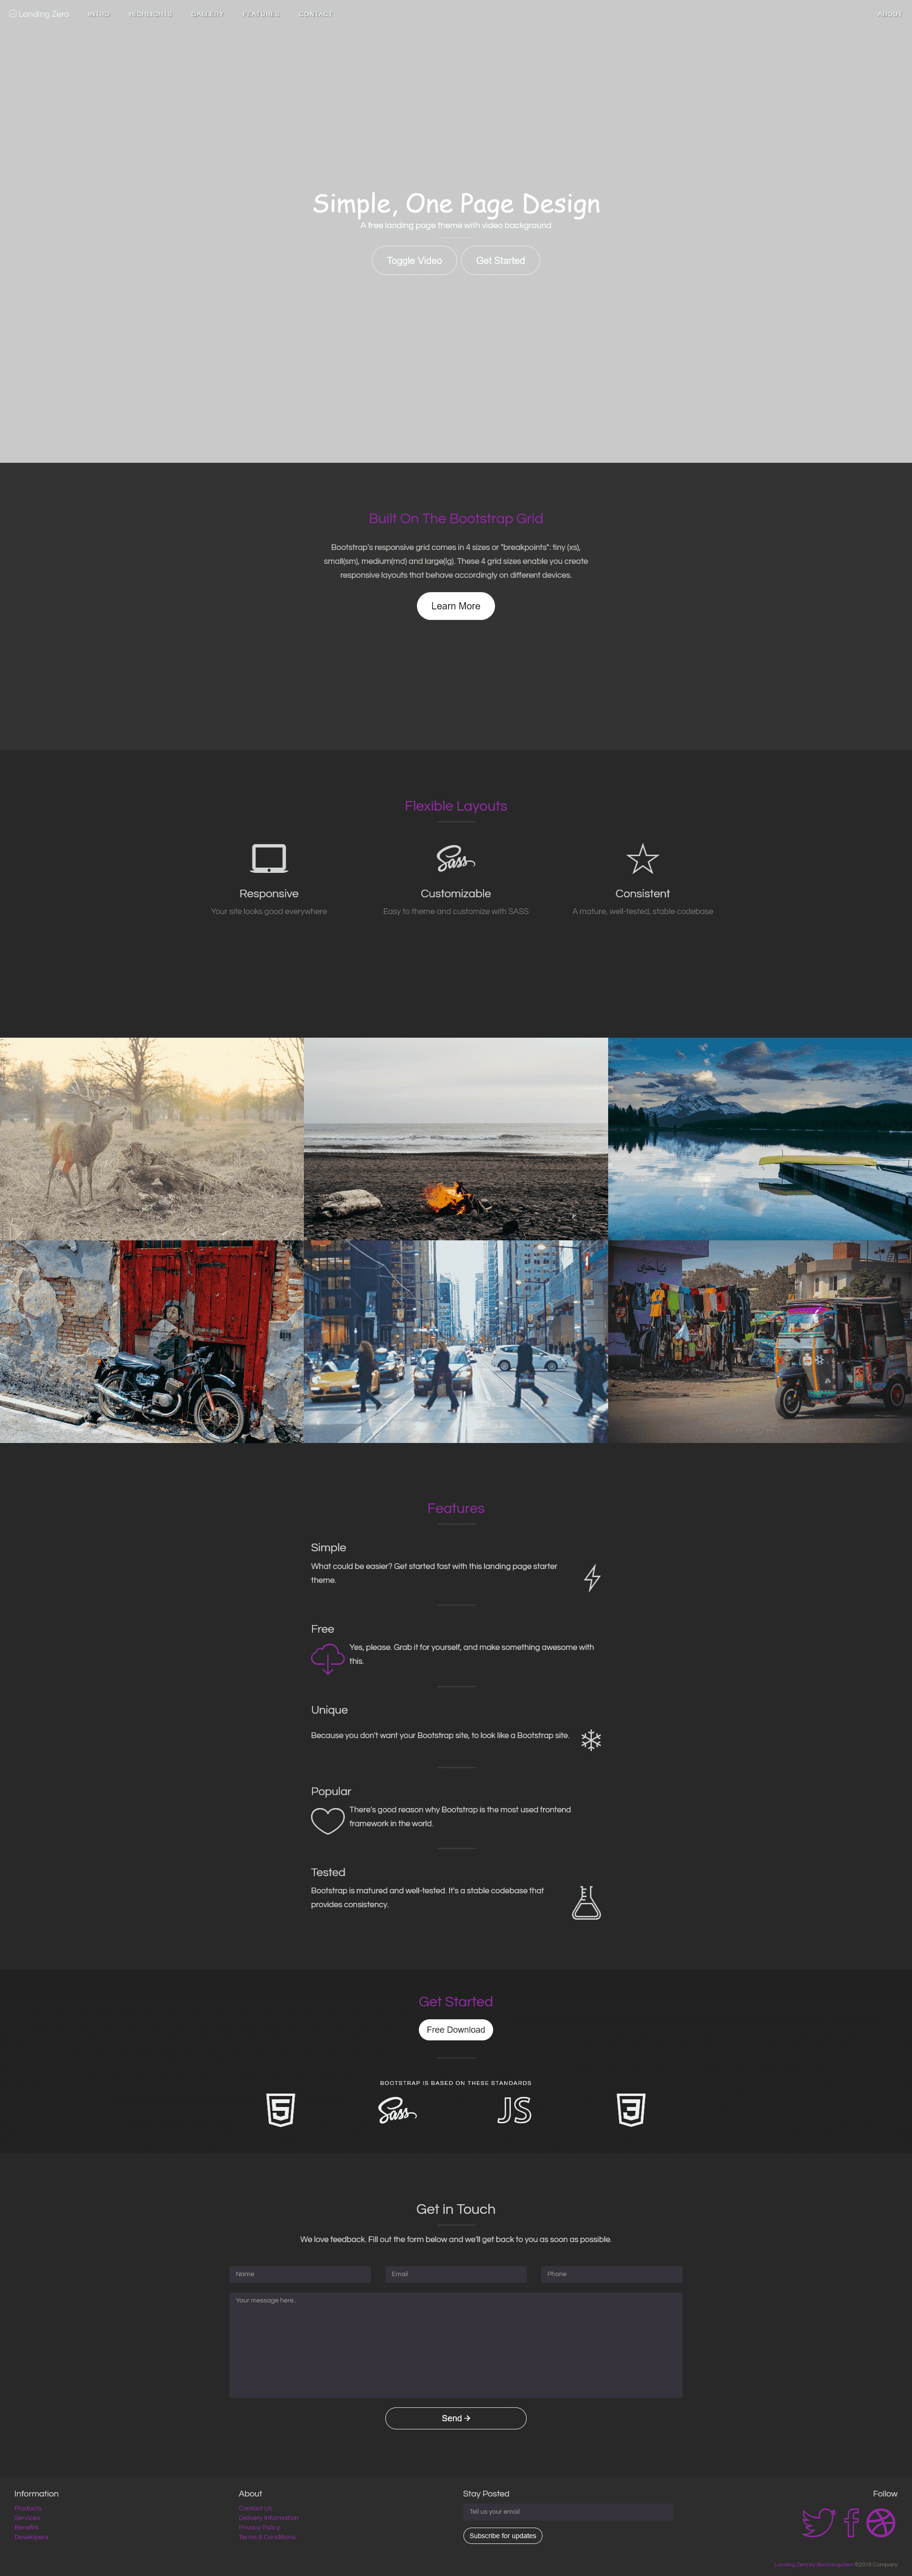 Landing Zero INTRO HIGHLIGHTS GALLERY FEATURES CONTACT ABOUT
Simple, One Page Design
A free landing page theme with video background
Toggle Video Get Started
Built On The Bootstrap Grid
Bootstrap's responsive grid comes in 4 sizes or "breakpoints": tiny (xs),
small(sm), medium(md) and large(lg). These 4 grid sizes enable you create
responsive layouts that behave accordingly on different devices.
Learn More
Flexible Layouts
Responsive
Your site looks good everywhere
Customizable
Easy to theme and customize with SASS
Consistent
A mature, well-tested, stable codebase
Features
Simple
What could be easier? Get started fast with this landing page starter
theme.
Free
Yes, please. Grab it for yourself, and make something awesome with
this.
Unique
Because you don't want your Bootstrap site, to look like a Bootstrap site.
Popular
There's good reason why Bootstrap is the most used frontend
framework in the world.
Tested
Bootstrap is matured and well-tested. It's a stable codebase that
provides consistency.
Get Started
Free Download
BOOTSTRAP IS BASED ON THESE STANDARDS
5 Sass JS 3
Get in Touch
We love feedback. Fill out the form below and we'll get back to you as soon as possible.
Name Email Phone
Your message here..
Send
Information
Products
Services
Benefits
Developers
About
Contact Us
Delivery Information
Privacy Policy
Terms & Conditions
Stay Posted
Tell us your email
Subscribe for updates
Follow
Landing Zero by BootstrapZero ©2015 Company